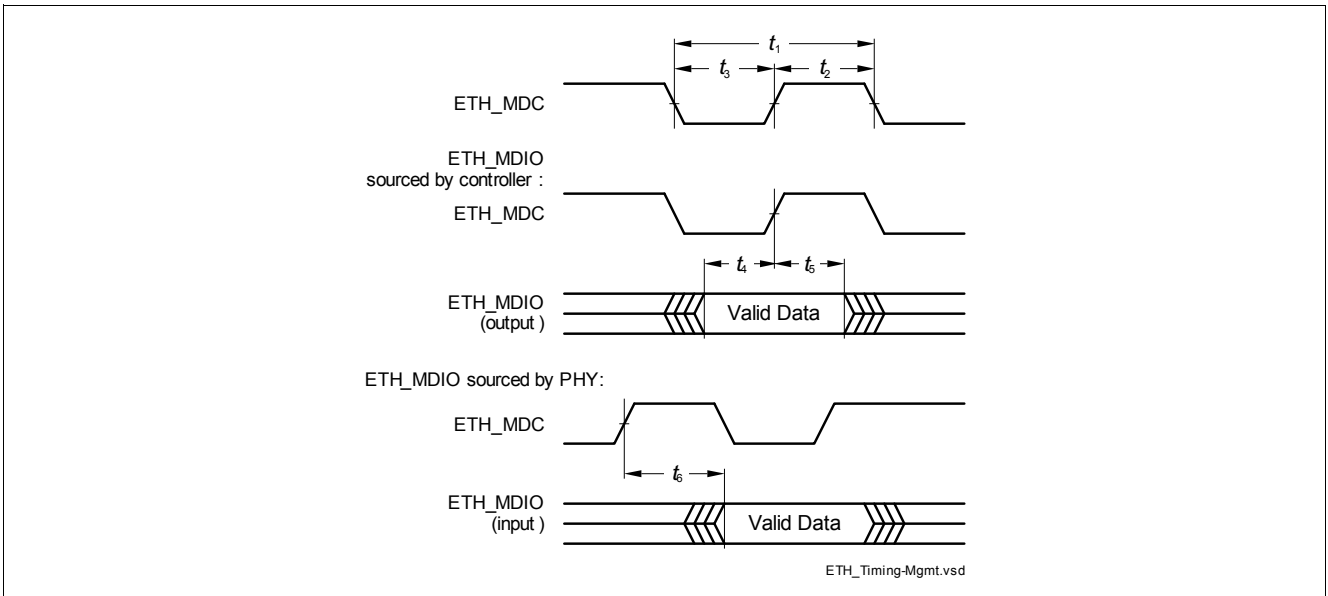 t₁
t₃ t₂
ETH_MDC
ETH_MDIO
sourced by controller :
ETH_MDC
t₄ t₅
ETH_MDIO
(output )
Valid Data
ETH_MDIO sourced by PHY:
ETH_MDC
t₆
ETH_MDIO
(input )
Valid Data
ETH_Timing-Mgmt.vsd